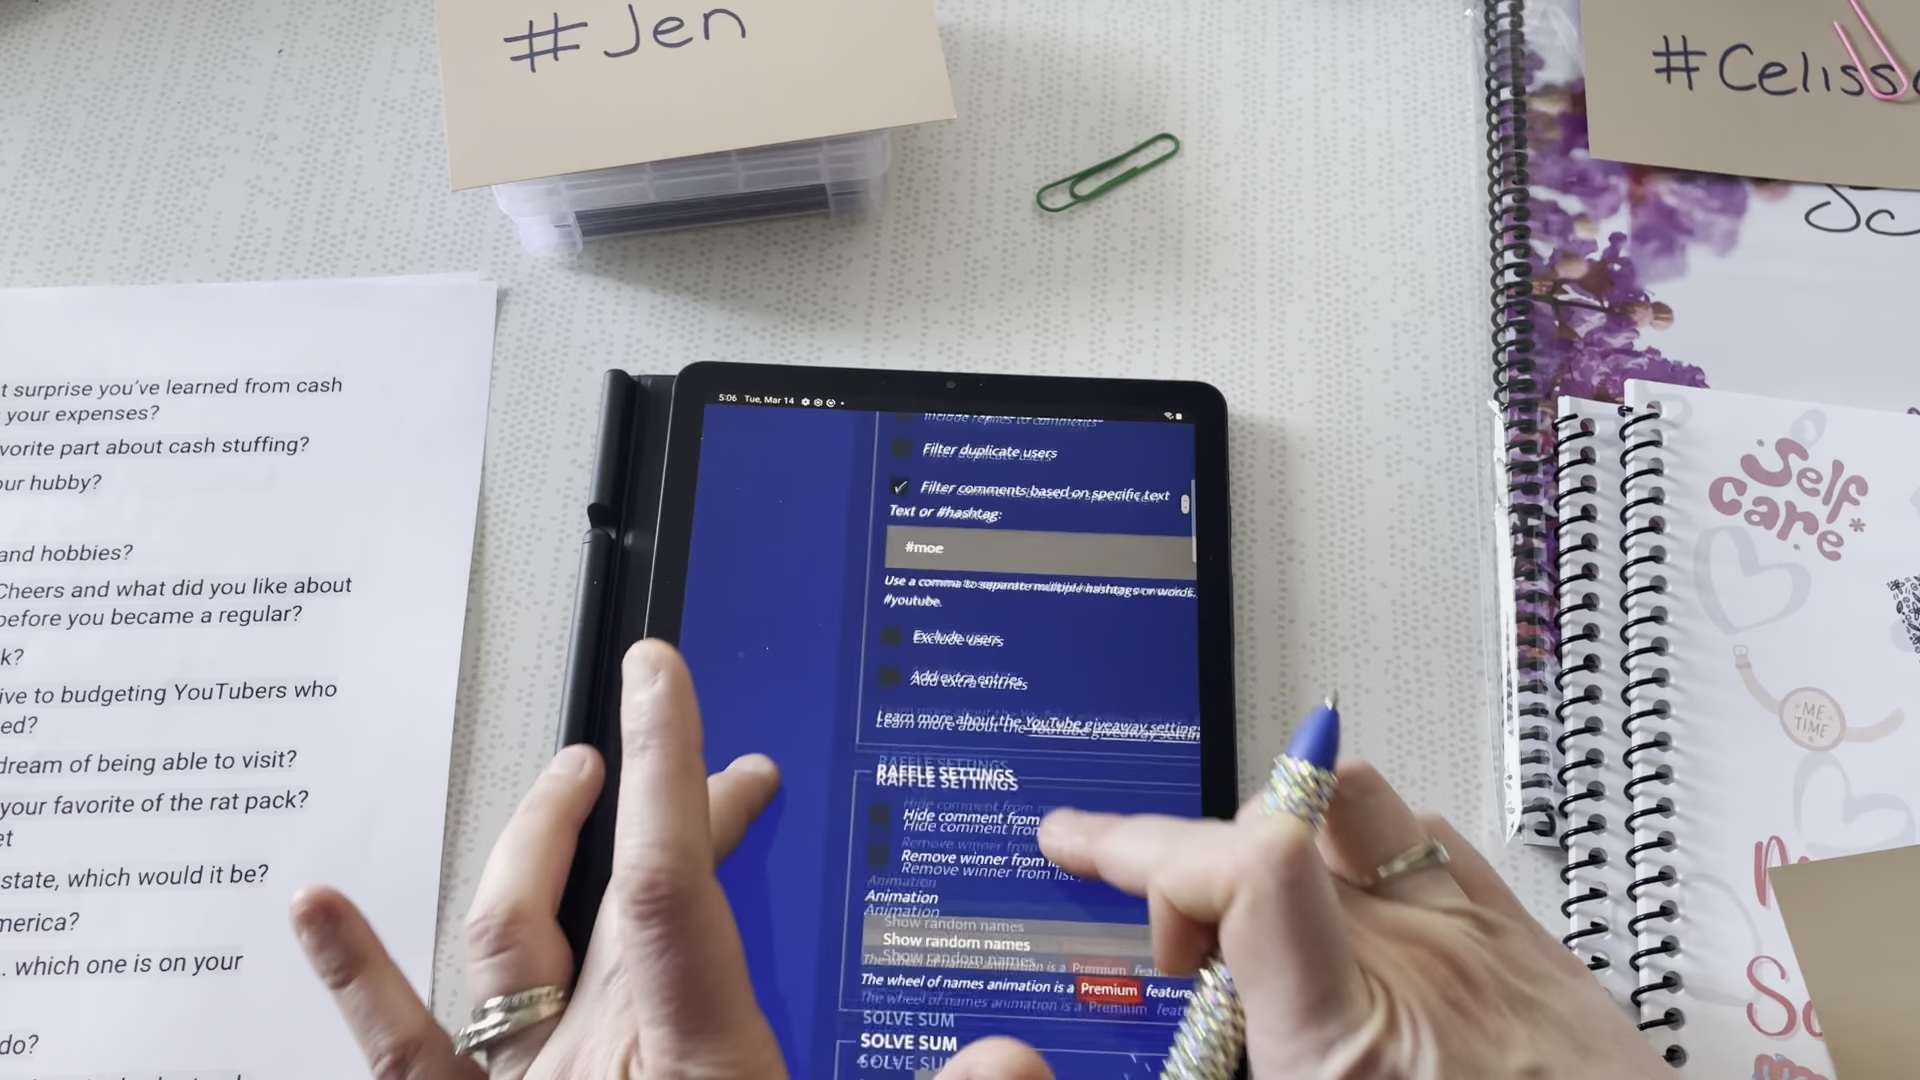 #Jen
#Celiss
t surprise you've learned from cash
your expenses?
vorite part about cash stuffing?
our hubby?
and hobbies?
Cheers and what did you like about
before you became a regular?
k?
ive to budgeting YouTubers who
ed?
dream of being able to visit?
your favorite of the rat pack?
et
state, which would it be?
merica?
. which one is on your
do?
5:06 Tue, Mar 14
Include replies to comments
Filter duplicate users
Filter comments based on specific text
Text or #hashtag:
#moe
Use a comma to separate multiple hashtags or words.
#youtube.
Exclude users
Add extra entries
Learn more about the YouTube giveaway setting
RAFFLE SETTINGS
Hide comment from
Remove winner from l
Animation
Show random names
The wheel of names animation is a Premium feature
SOLVE SUM
Self
care
ME
TIME